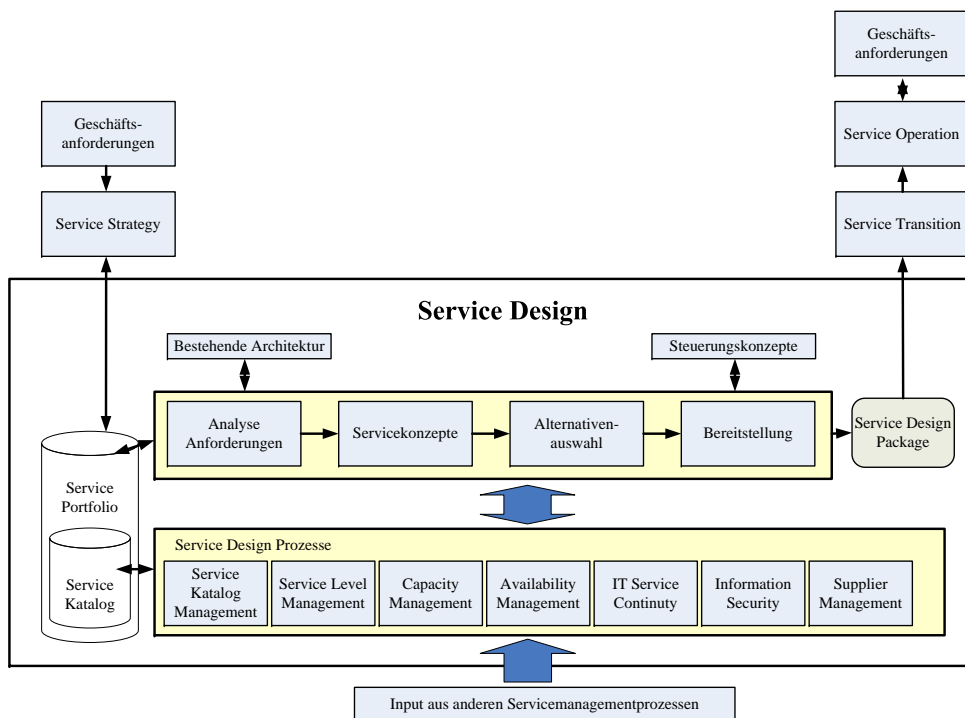 Geschäfts-
anforderungen
Service Operation
Service Transition
Geschäfts-
anforderungen
Service Strategy
Service Design
Bestehende Architektur
Steuerungskonzepte
Analyse
Anforderungen
Servicekonzepte
Alternativen-
auswahl
Bereitstellung
Service Design
Package
Service
Portfolio
Service
Katalog
Service Design Prozesse
Service
Katalog
Management
Service Level
Management
Capacity
Management
Availability
Management
IT Service
Continuty
Information
Security
Supplier
Management
Input aus anderen Servicemanagementprozessen